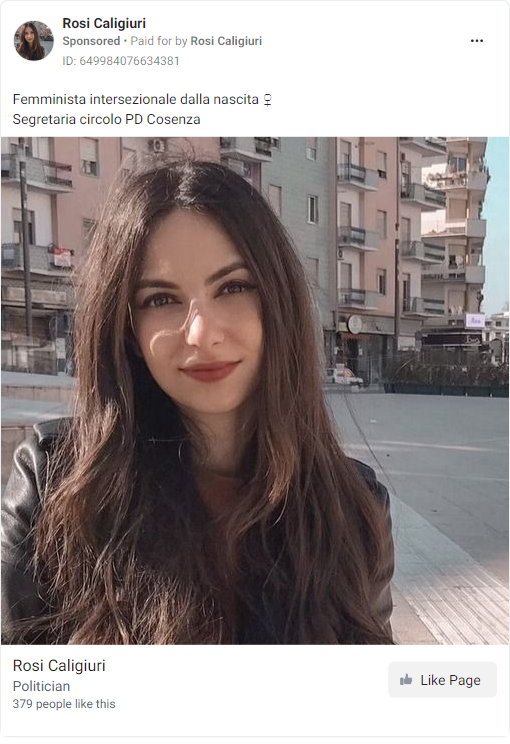 Rosi Caligiuri
Sponsored • Paid for by Rosi Caligiuri
ID: 649984076634381
Femminista intersezionale dalla nascita ♀
Segretaria circolo PD Cosenza
Rosi Caligiuri
Politician
379 people like this
Like Page